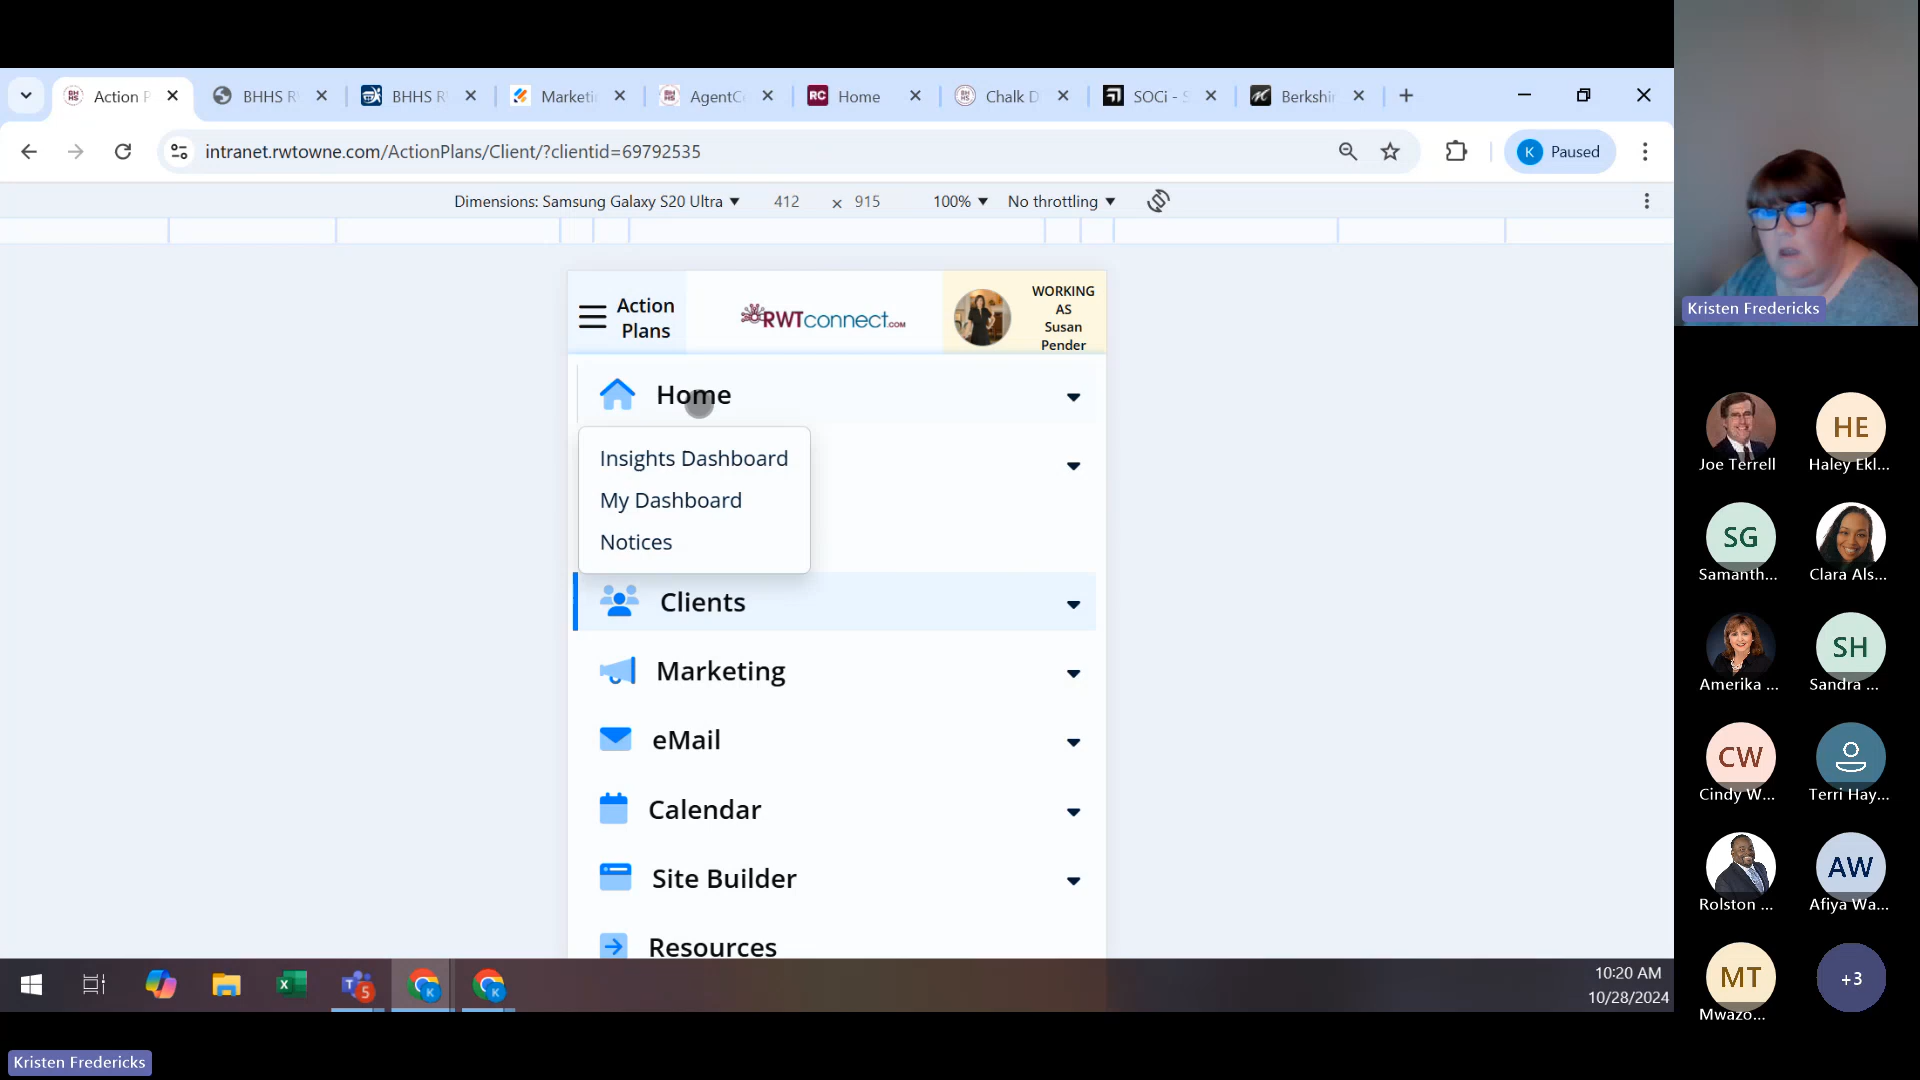 Action P
BHHS R
BHHS R
Marketi
AgentC
RC
Home
Chalk D
SOCi - S
Berkshir
intranet.rwtowne.com/ActionPlans/Client/?clientid=69792535
K
Paused
Dimensions: Samsung Galaxy S20 Ultra
412
x
915
100%
No throttling
Action
Plans
RWTconnect.com
WORKING
AS
Susan
Pender
Home
Insights Dashboard
My Dashboard
Notices
Clients
Marketing
eMail
Calendar
Site Builder
Resources
10:20 AM
10/28/2024
Kristen Fredericks
Kristen Fredericks
Joe Terrell
HE
Haley Ekl...
SG
Samanth...
Clara Als...
Amerika ...
SH
Sandra ...
CW
Cindy W...
Terri Hay...
Rolston ...
AW
Afiya Wa...
MT
Mwazo...
+3